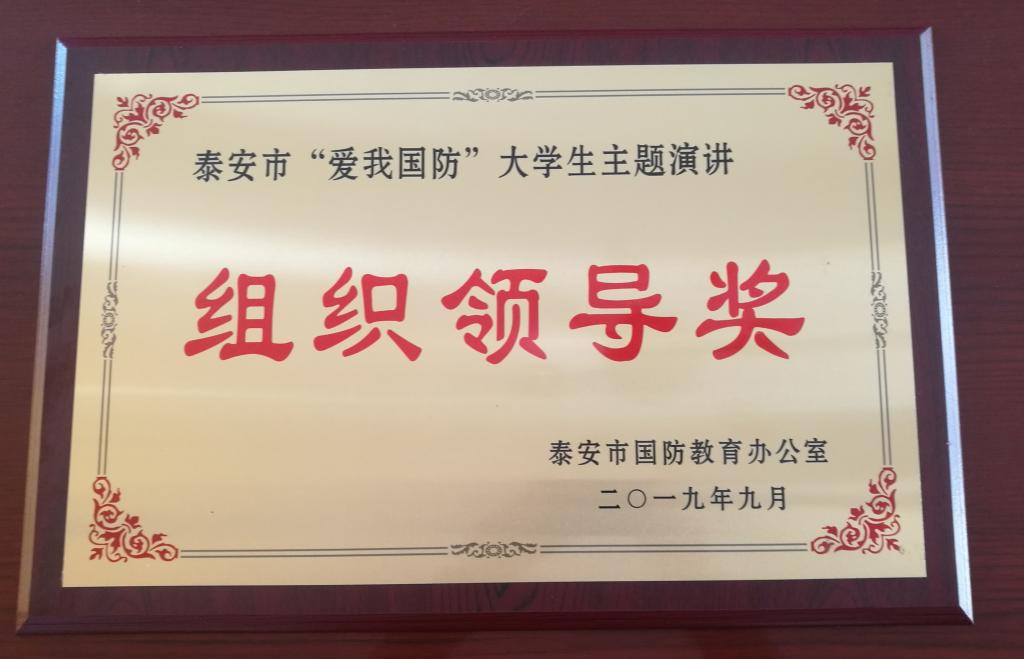 泰安市“爱我国防”大学生主题演讲
组织领导奖
泰安市国防教育办公室
二〇一九年九月